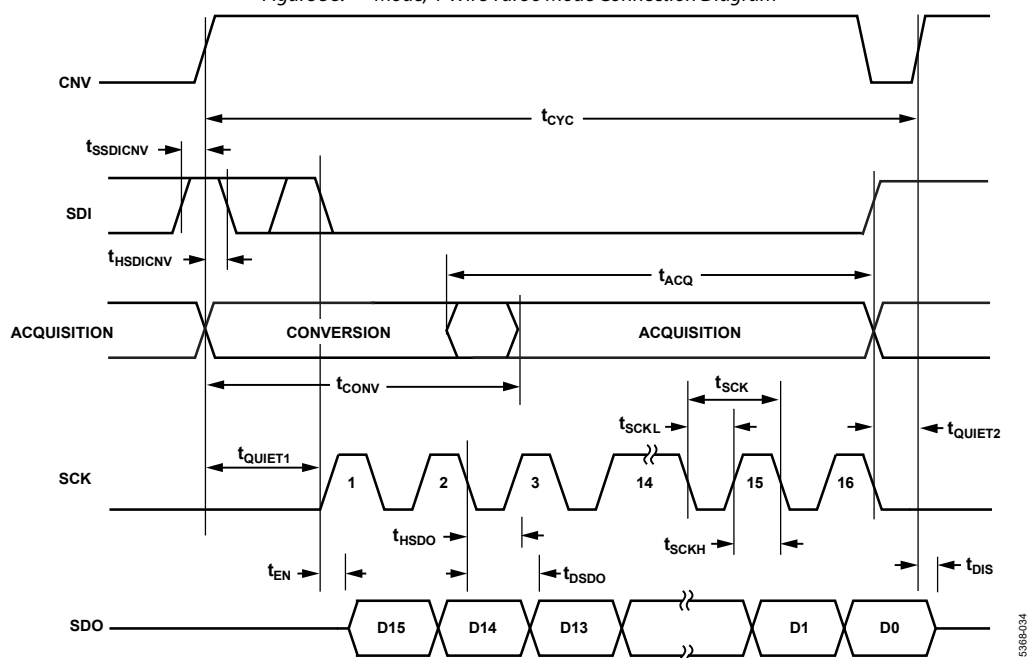 mode, 4-Wire Turbo Mode Connection Diagram
CNV
tCYC
tSSDICNV
SDI
tHSDICNV
tACQ
ACQUISITION
CONVERSION
ACQUISITION
tCONV
tSCK
tSCKL
tQUIET2
tQUIET1
SCK
1
2
3
14
15
16
tHSDO
tSCKH
tEN
tDSDO
tDIS
SDO
D15
D14
D13
D1
D0
5368-034